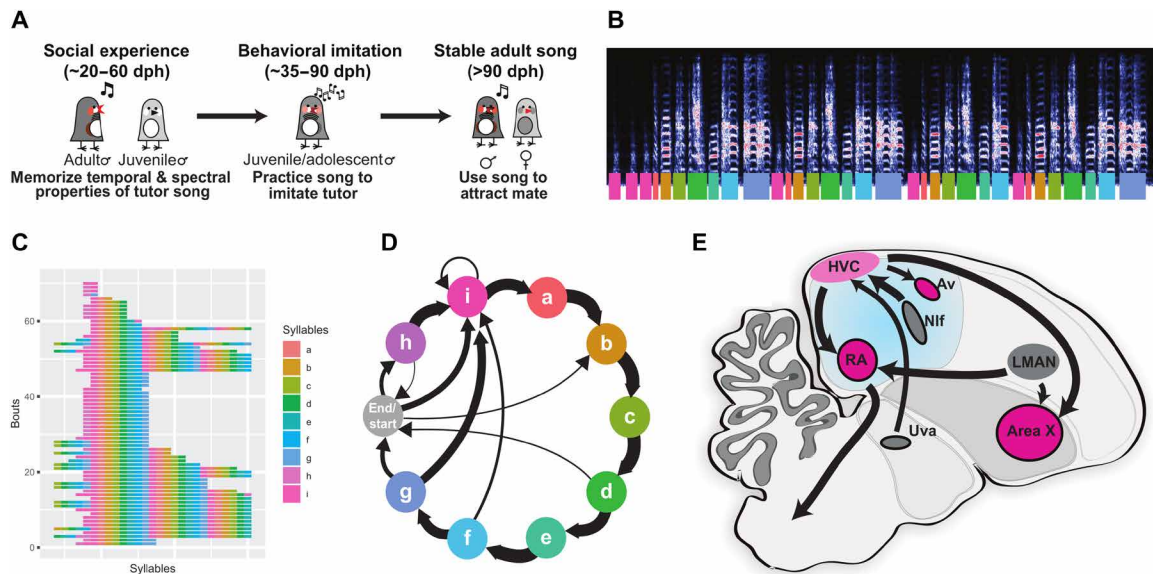 A
Social experience
(~20–60 dph)
Behavioral imitation
(~35–90 dph)
Stable adult song
(>90 dph)
Adult♂ Juvenile♂
Memorize temporal & spectral
properties of tutor song
Juvenile/adolescent♂
Practice song to
imitate tutor
♂ ♀
Use song to
attract mate
B
C
60
40
20
0
Bouts
Syllables
Syllables
a
b
c
d
e
f
g
h
i
D
i
a
b
c
d
e
f
g
End/
start
h
E
HVC
Av
NIf
RA
LMAN
Uva
Area X